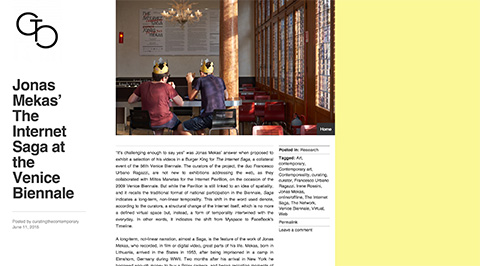 CTC
Jonas
Mekas'
The
Internet
Saga at
the
Venice
Biennale
Posted by curatingthecontemporary
June 11, 2015
Home
"It's challenging enough to say yes" was Jonas Mekas' answer when proposed to
exhibit a selection of his videos in a Burger King for The Internet Saga, a collateral
event of the 56th Venice Biennale. The curators of the project, the duo Francesco
Urbano Ragazzi, are not new to exhibitions addressing the web, as they
collaborated with Miltos Manetas for the Internet Pavilion, on the occasion of the
2009 Venice Biennale. But while the Pavilion is still linked to an idea of spatiality,
and it recalls the traditional format of national participation in the Biennale, Saga
indicates a long-term, non-linear temporality. This shift in the word used denote,
according to the curators, a structural change of the Internet itself, which is no more
a defined virtual space but, instead, a form of temporality intertwined with the
everyday. In other words, it indicates the shift from Myspace to FaceBook's
Timeline.
A long-term, not-linear narration, almost a Saga, is the feature of the work of Jonas
Mekas, who recorded, in film or digital video, great parts of his life. Mekas, born in
Lithuania, arrived in the States in 1955, after being imprisoned in a camp in
Elmshorn, Germany during WWII. Two months after his arrival in New York he
Posted in: Research
Tagged: Art,
contemporary,
Contemporary art,
Contemporaneity, curating,
curator, Francesco Urbano
Ragazzi, Irene Rossini,
Jonas Mekas,
online/offline, The Internet
Saga, The Network,
Venice Biennale, Virtual,
Web
Permalink
Leave a comment